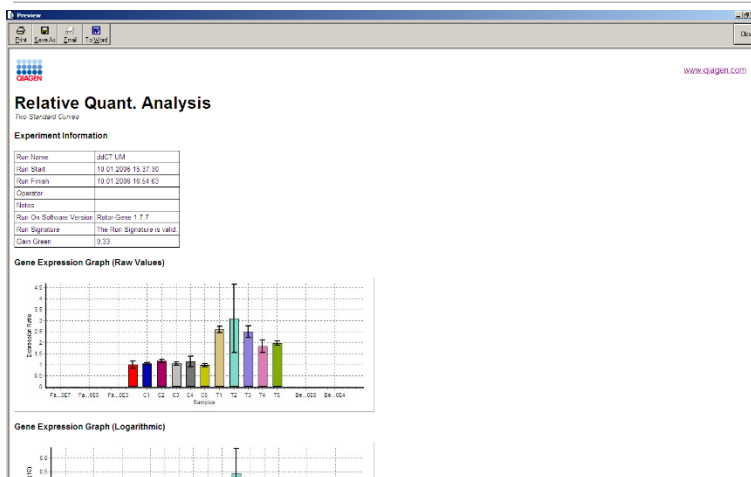 Preview
Print Save As Email To Word
QIAGEN
www.qiagen.com
Relative Quant. Analysis
Two Standard Curves
Experiment Information
Run Name ddCT UM
Run Start 10.01.2006 15:37:30
Run Finish 10.01.2006 16:54:03
Operator
Notes
Run On Software Version Rotor-Gene 1.7.7
Run Signature The Run Signature is valid.
Gain Green 9,33
Gene Expression Graph (Raw Values)
4.5
4
3.5
3
2.5
2
1.5
1
0.5
0
Expression Ratio
C1 C2 C3 C4 C5 T1 T2 T3 T4 T5
Samples
Gene Expression Graph (Logarithmic)